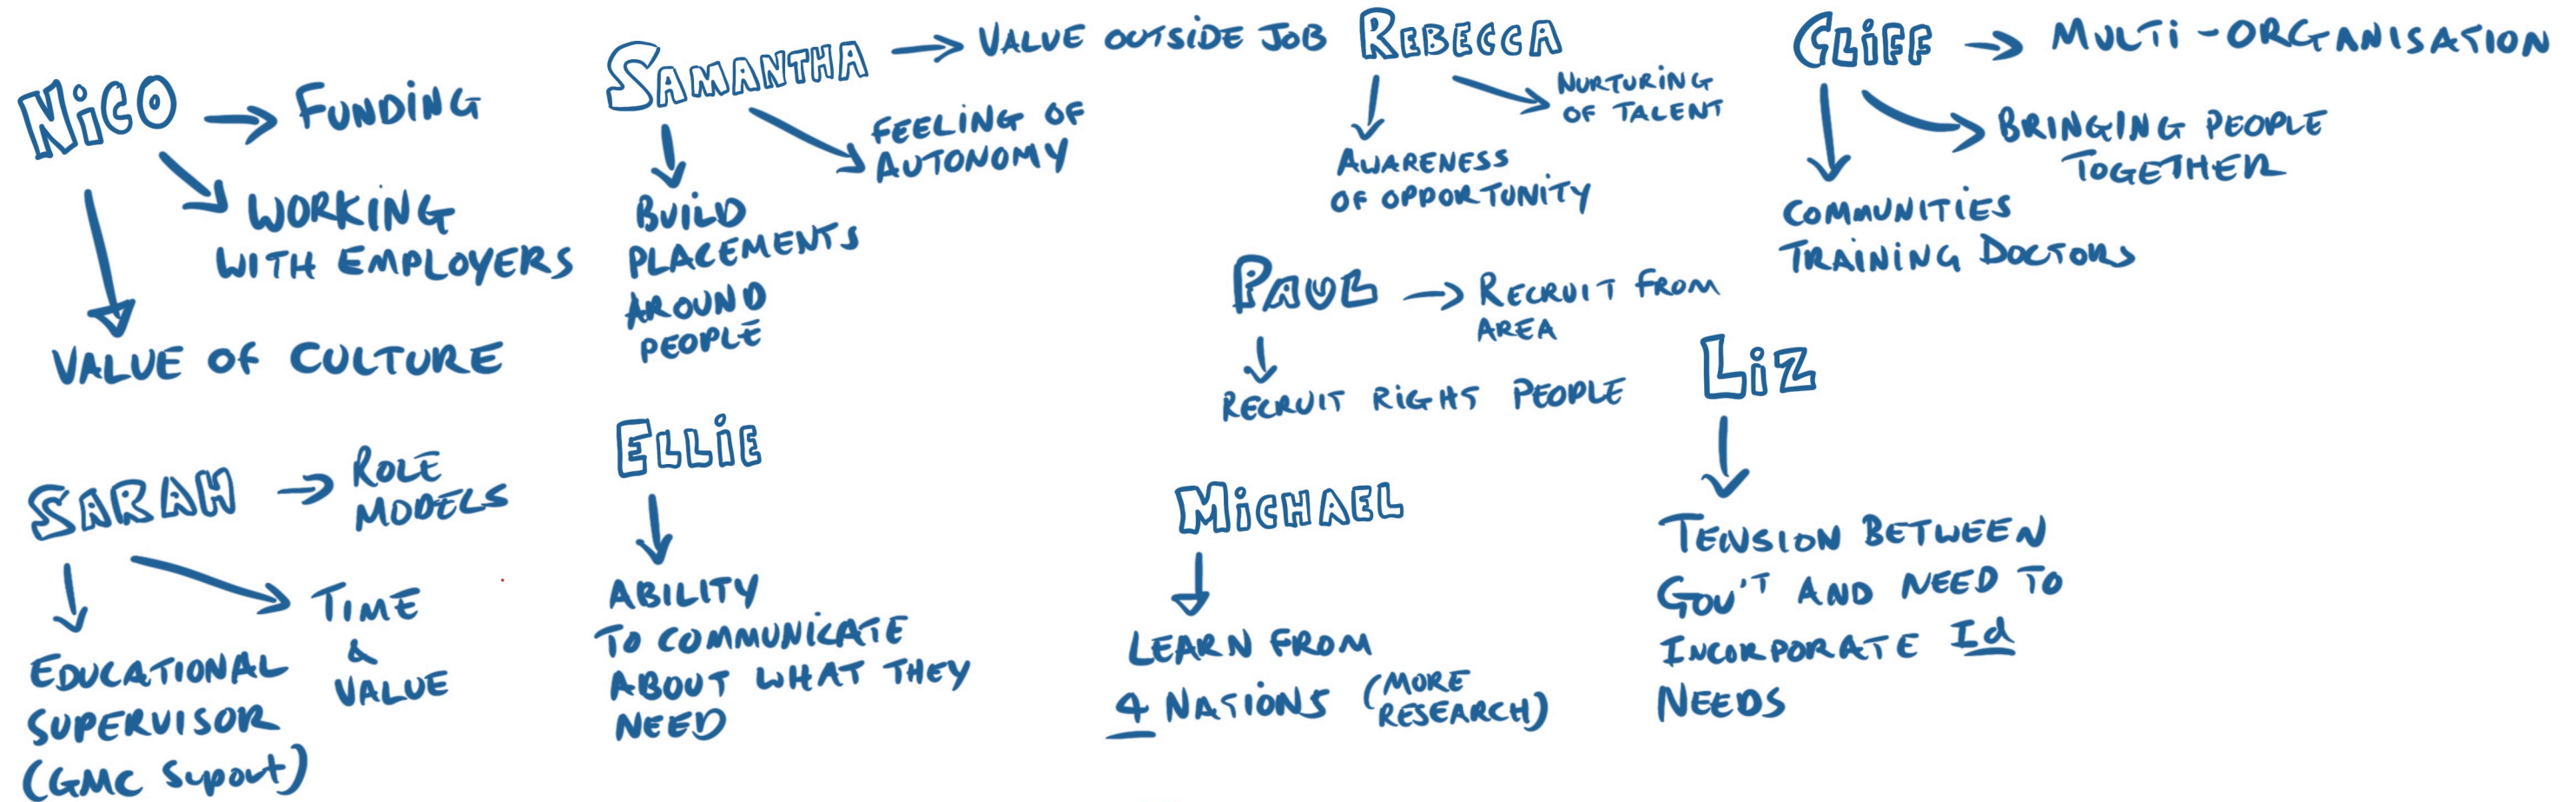 NiCO → FUNDING
WORKING
WITH EMPLOYERS
VALUE OF CULTURE
SAMANTHA → VALUE OUTSIDE JOB
FEELING OF
AUTONOMY
BUILD
PLACEMENTS
AROUND
PEOPLE
REBECCA
NURTURING
OF TALENT
AWARENESS
OF OPPORTUNITY
CLiFF → MULTi-ORGANISATION
BRINGING PEOPLE
TOGETHER
COMMUNITIES
TRAINING DOCTORS
PAUL → RECRUIT FROM
AREA
RECRUIT RIGHT PEOPLE
LiZ
TENSION BETWEEN
GOV'T AND NEED TO
INCORPORATE Id
NEEDS
SARAH → ROLE
MODELS
TIME
&
VALUE
EDUCATIONAL
SUPERVISOR
(GMC Supout)
ELLiE
ABILITY
TO COMMUNICATE
ABOUT WHAT THEY
NEED
MiCHAEL
LEARN FROM
4 NATIONS (MORE
RESEARCH)